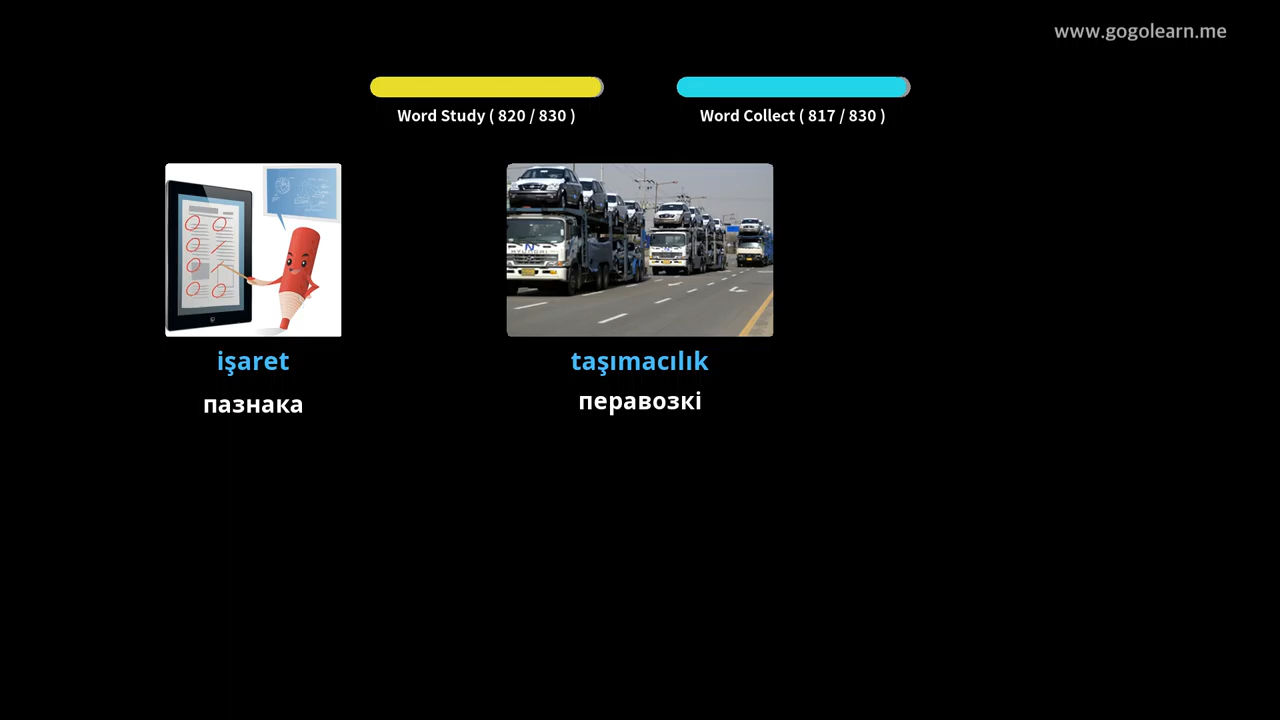 www.gogolearn.me
Word Study ( 820 / 830 )
Word Collect ( 817 / 830 )
işaret
taşımacılık
пазнака
перавозкі